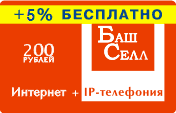 +5% БЕСПЛАТНО
200
РУБЛЕЙ
БАШ
СЕЛЛ
Интернет + IP-телефония